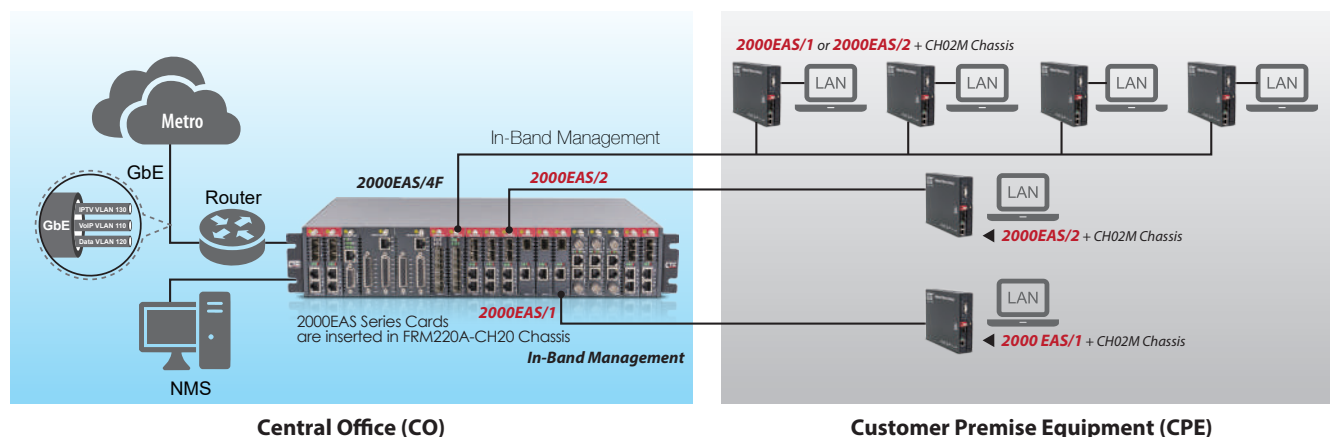 Metro
GbE
GbE
IPTV VLAN 130
VoIP VLAN 110
Data VLAN 120
Router
NMS
2000EAS/4F
2000EAS/2
In-Band Management
2000EAS/1
2000EAS Series Cards
are inserted in FRM220A-CH20 Chassis
In-Band Management
Central Office (CO)
2000EAS/1 or 2000EAS/2 + CH02M Chassis
LAN
LAN
LAN
LAN
LAN
2000EAS/2 + CH02M Chassis
LAN
2000 EAS/1 + CH02M Chassis
Customer Premise Equipment (CPE)